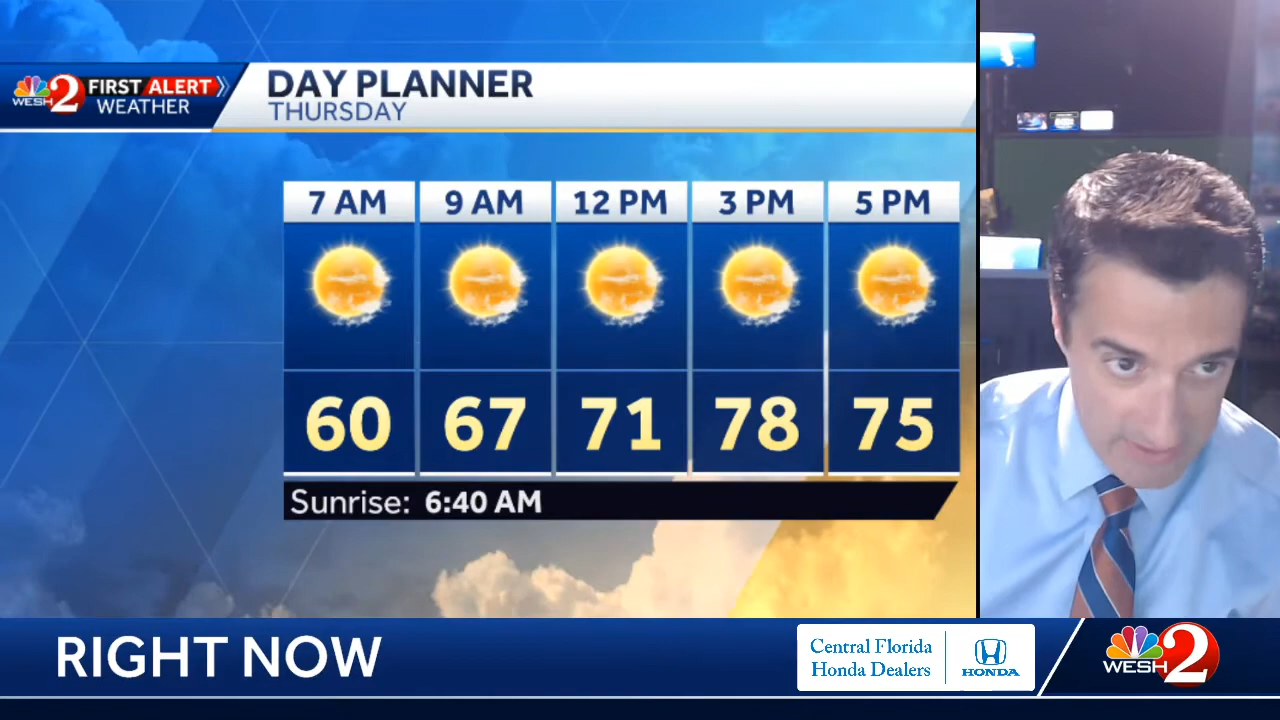 WESH 2
FIRST ALERT
WEATHER
DAY PLANNER
THURSDAY
7 AM 9 AM 12 PM 3 PM 5 PM
60 67 71 78 75
Sunrise: 6:40 AM
RIGHT NOW
Central Florida
Honda Dealers
HONDA
WESH 2